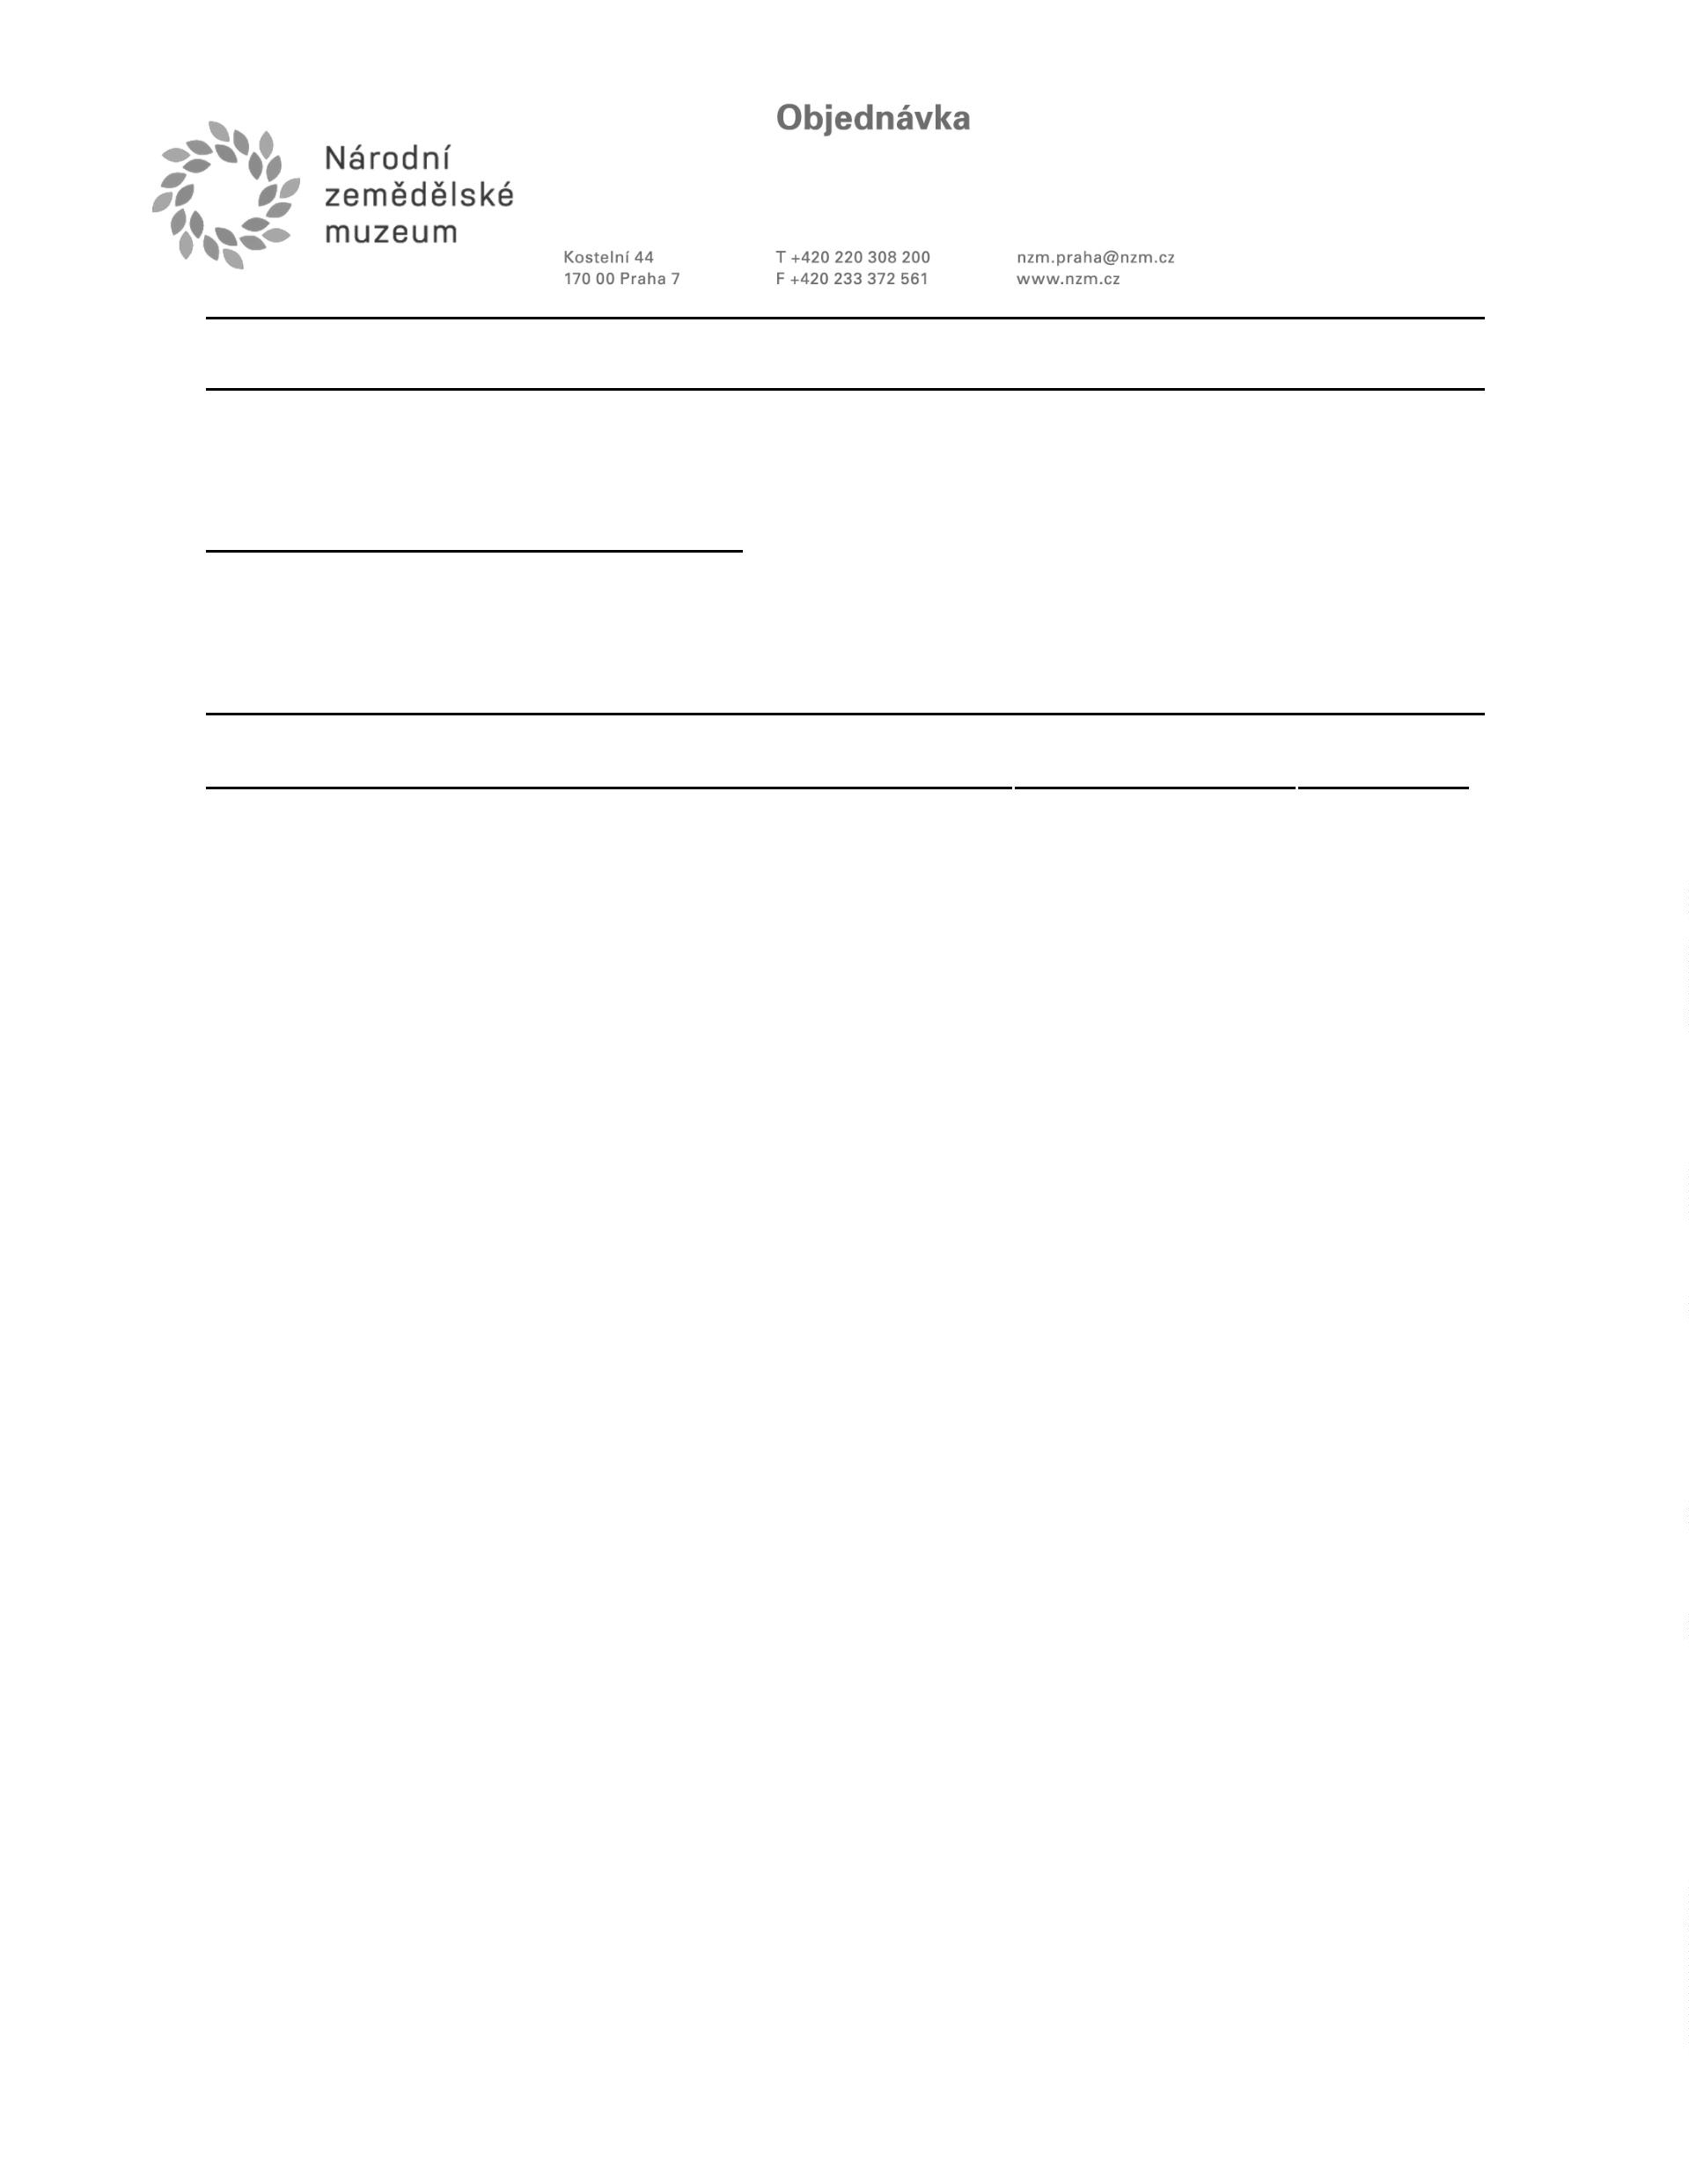 Objednávka
Národní
zemědělské
muzeum
Kostelní 44
170 00 Praha 7
T +420 220 308 200
F +420 233 372 561
nzm.praha@nzm.cz
www.nzm.cz